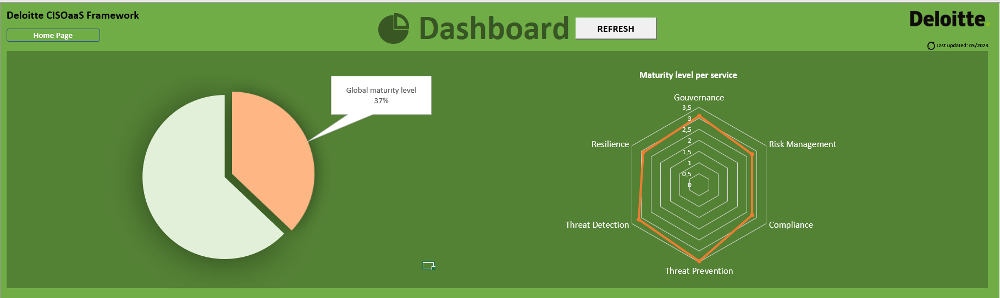 Deloitte CISOaaS Framework
Home Page
Dashboard
REFRESH
Deloitte.
Last updated: 05/2023
Global maturity level
37%
Maturity level per service
Gouvernance
3,5
3
2,5
2
1,5
1
0,5
0
Resilience
Risk Management
Threat Detection
Compliance
Threat Prevention